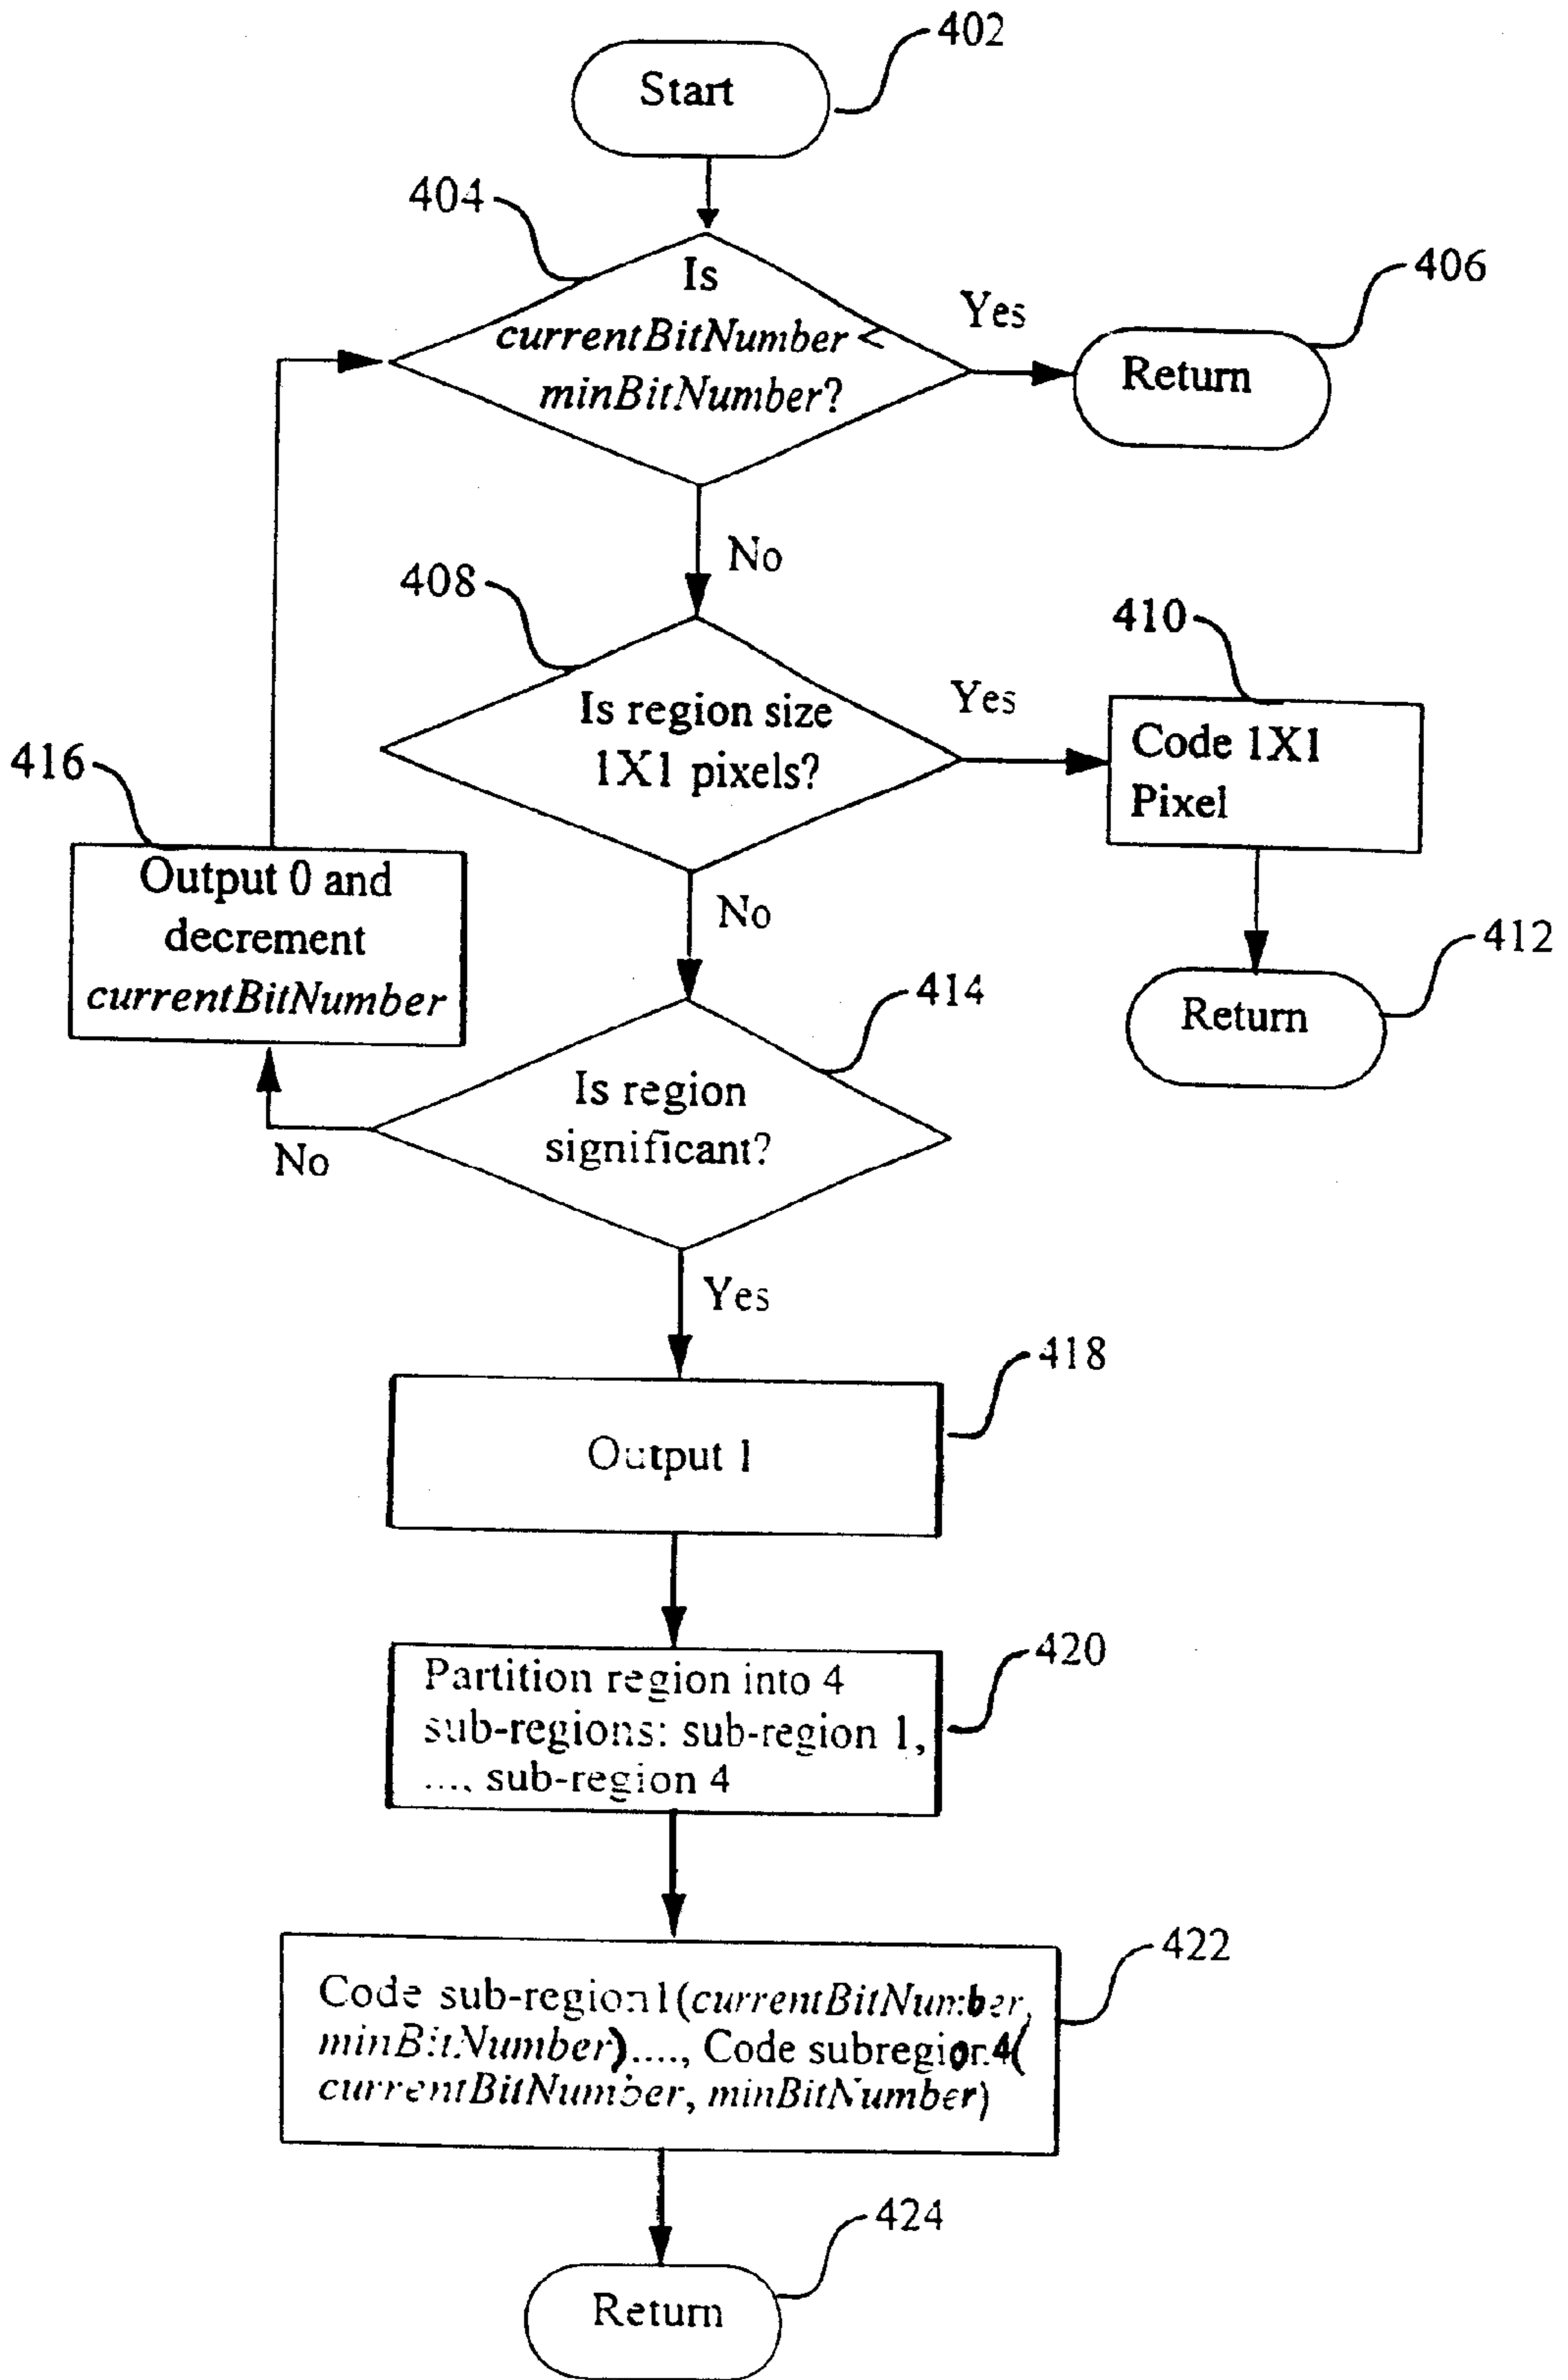 402
Start
404
Is
currentBitNumber <
minBitNumber?
Yes
406
Return
No
408
Is region size
1X1 pixels?
Yes
410
Code 1X1
Pixel
416
Output 0 and
decrement
currentBitNumber
No
412
Return
414
Is region
significant?
No
Yes
418
Output 1
420
Partition region into 4
sub-regions: sub-region 1,
...., sub-region 4
422
Code sub-region1(currentBitNumber,
minBitNumber)...., Code subregion4(
currentBitNumber, minBitNumber)
424
Return